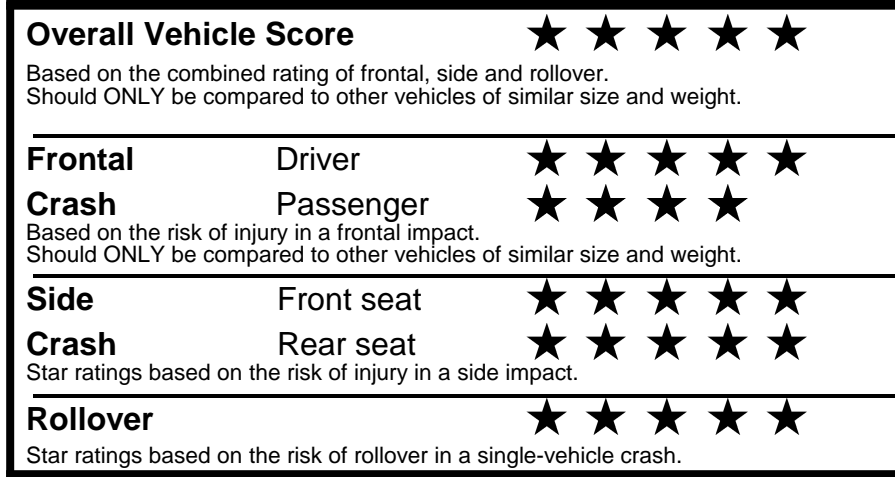 Overall Vehicle Score ★ ★ ★ ★ ★
Based on the combined rating of frontal, side and rollover.
Should ONLY be compared to other vehicles of similar size and weight.
Frontal Driver ★ ★ ★ ★ ★
Crash Passenger ★ ★ ★ ★
Based on the risk of injury in a frontal impact.
Should ONLY be compared to other vehicles of similar size and weight.
Side Front seat ★ ★ ★ ★ ★
Crash Rear seat ★ ★ ★ ★ ★
Star ratings based on the risk of injury in a side impact.
Rollover ★ ★ ★ ★ ★
Star ratings based on the risk of rollover in a single-vehicle crash.